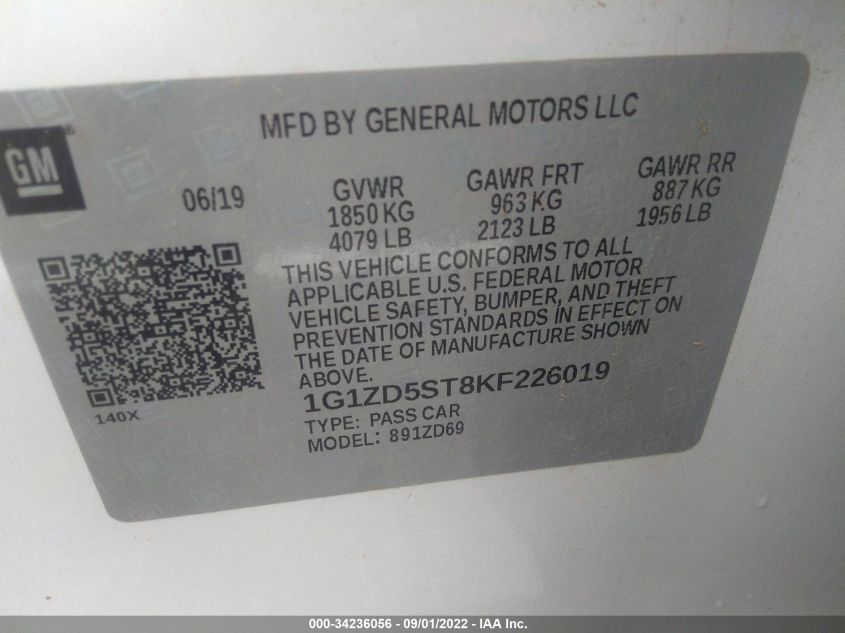 MFD BY GENERAL MOTORS LLC
GM®
06/19
GVWR
1850 KG
4079 LB
GAWR FRT
963 KG
2123 LB
GAWR RR
887 KG
1956 LB
THIS VEHICLE CONFORMS TO ALL
APPLICABLE U.S. FEDERAL MOTOR
VEHICLE SAFETY, BUMPER, AND THEFT
PREVENTION STANDARDS IN EFFECT ON
THE DATE OF MANUFACTURE SHOWN
ABOVE.
1G1ZD5ST8KF226019
TYPE: PASS CAR
MODEL: 891ZD69
140X
000-34236056 - 09/01/2022 - IAA Inc.